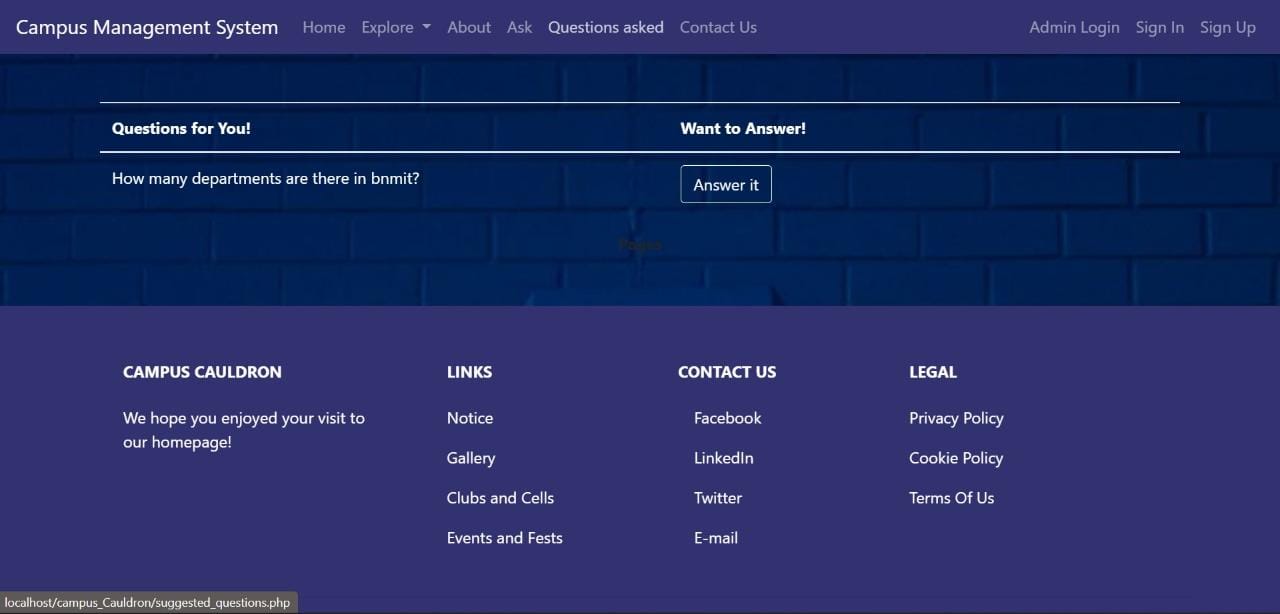 Campus Management System Home Explore About Ask Questions asked Contact Us Admin Login Sign In Sign Up
Questions for You! Want to Answer!
How many departments are there in bnmit? Answer it
Pages
CAMPUS CAULDRON LINKS CONTACT US LEGAL
We hope you enjoyed your visit to Notice Facebook Privacy Policy
our homepage!
Gallery LinkedIn Cookie Policy
Clubs and Cells Twitter Terms Of Us
Events and Fests E-mail
localhost/campus_Cauldron/suggested_questions.php